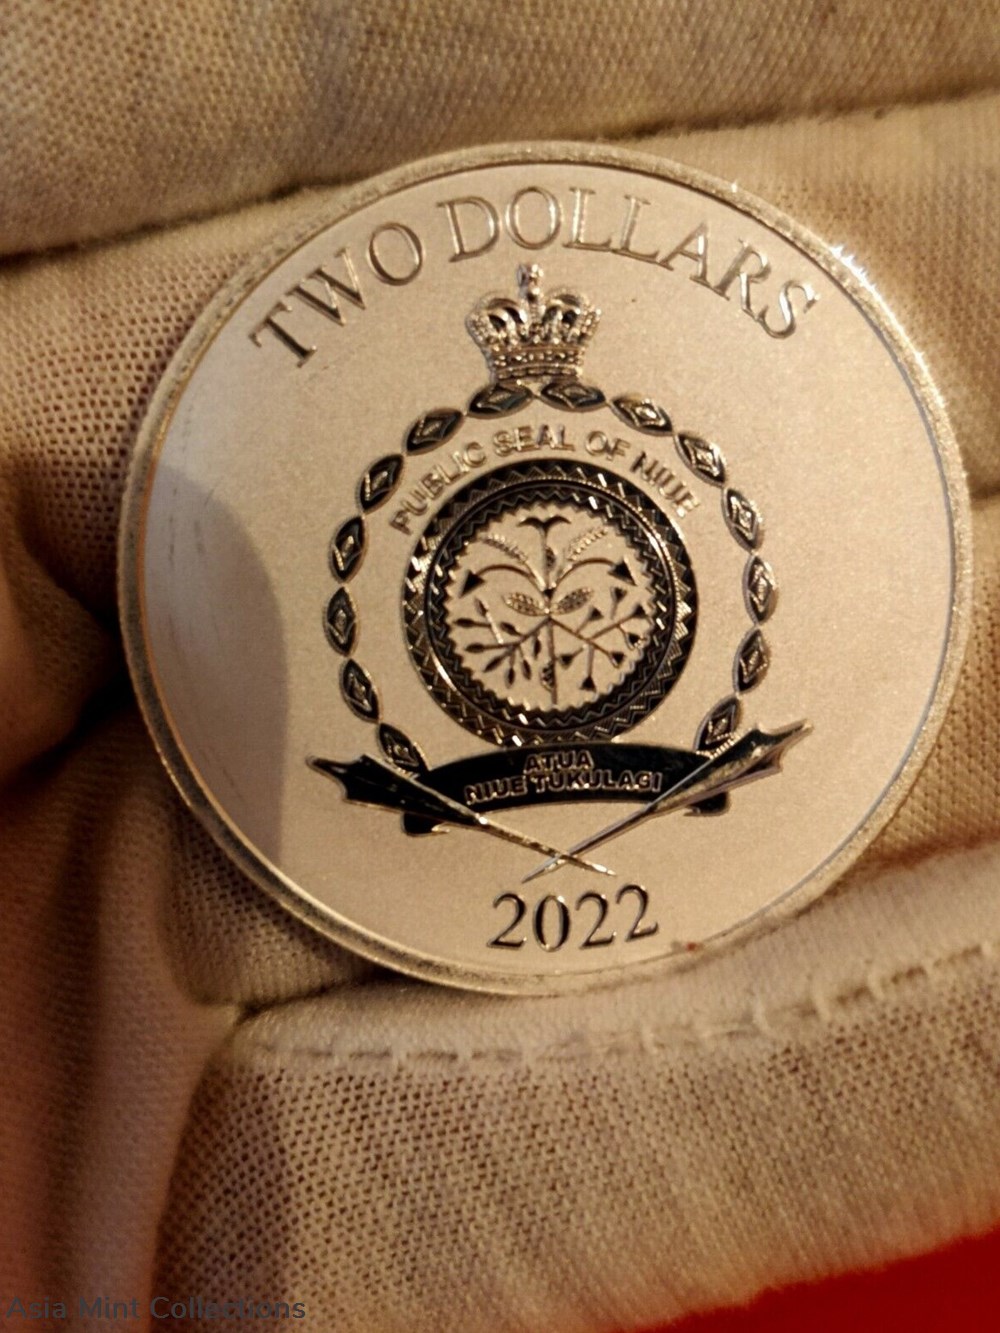 TWO DOLLARS
PUBLIC SEAL OF NIUE
ATUA
NIUE TUKULAGI
2022
Asia Mint Collections